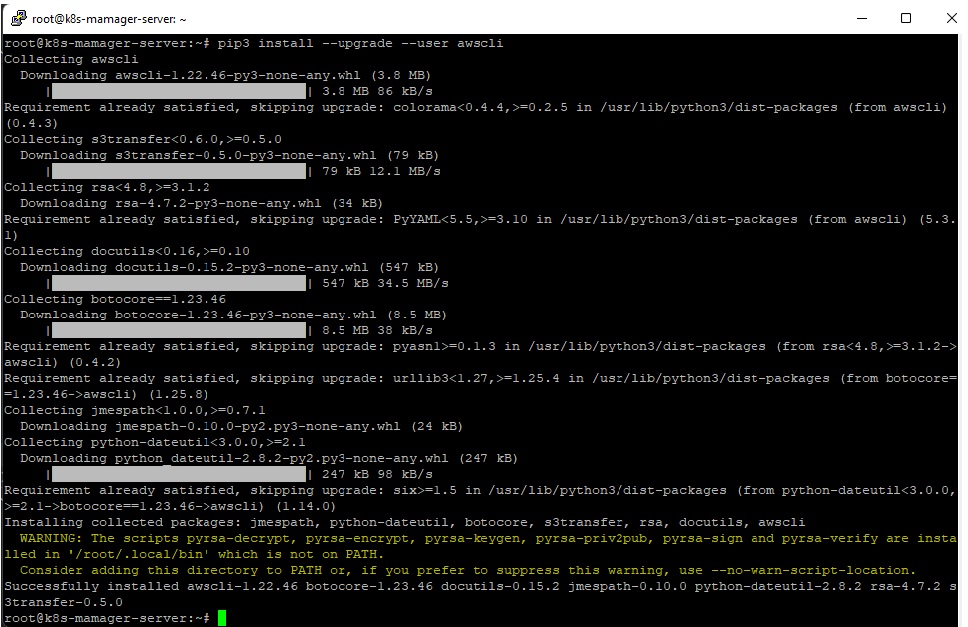 root@k8s-mamager-server: ~
root@k8s-mamager-server:~# pip3 install --upgrade --user awscli
Collecting awscli
  Downloading awscli-1.22.46-py3-none-any.whl (3.8 MB)
     || 3.8 MB 86 kB/s
Requirement already satisfied, skipping upgrade: colorama<0.4.4,>=0.2.5 in /usr/lib/python3/dist-packages (from awscli)
(0.4.3)
Collecting s3transfer<0.6.0,>=0.5.0
  Downloading s3transfer-0.5.0-py3-none-any.whl (79 kB)
     || 79 kB 12.1 MB/s
Collecting rsa<4.8,>=3.1.2
  Downloading rsa-4.7.2-py3-none-any.whl (34 kB)
Requirement already satisfied, skipping upgrade: PyYAML<5.5,>=3.10 in /usr/lib/python3/dist-packages (from awscli) (5.3.
1)
Collecting docutils<0.16,>=0.10
  Downloading docutils-0.15.2-py3-none-any.whl (547 kB)
     || 547 kB 34.5 MB/s
Collecting botocore==1.23.46
  Downloading botocore-1.23.46-py3-none-any.whl (8.5 MB)
     || 8.5 MB 38 kB/s
Requirement already satisfied, skipping upgrade: pyasn1>=0.1.3 in /usr/lib/python3/dist-packages (from rsa<4.8,>=3.1.2->
awscli) (0.4.2)
Requirement already satisfied, skipping upgrade: urllib3<1.27,>=1.25.4 in /usr/lib/python3/dist-packages (from botocore=
=1.23.46->awscli) (1.25.8)
Collecting jmespath<1.0.0,>=0.7.1
  Downloading jmespath-0.10.0-py2.py3-none-any.whl (24 kB)
Collecting python-dateutil<3.0.0,>=2.1
  Downloading python_dateutil-2.8.2-py2.py3-none-any.whl (247 kB)
     || 247 kB 98 kB/s
Requirement already satisfied, skipping upgrade: six>=1.5 in /usr/lib/python3/dist-packages (from python-dateutil<3.0.0,
>=2.1->botocore==1.23.46->awscli) (1.14.0)
Installing collected packages: jmespath, python-dateutil, botocore, s3transfer, rsa, docutils, awscli
  WARNING: The scripts pyrsa-decrypt, pyrsa-encrypt, pyrsa-keygen, pyrsa-priv2pub, pyrsa-sign and pyrsa-verify are insta
lled in '/root/.local/bin' which is not on PATH.
  Consider adding this directory to PATH or, if you prefer to suppress this warning, use --no-warn-script-location.
Successfully installed awscli-1.22.46 botocore-1.23.46 docutils-0.15.2 jmespath-0.10.0 python-dateutil-2.8.2 rsa-4.7.2 s
3transfer-0.5.0
root@k8s-mamager-server:~#